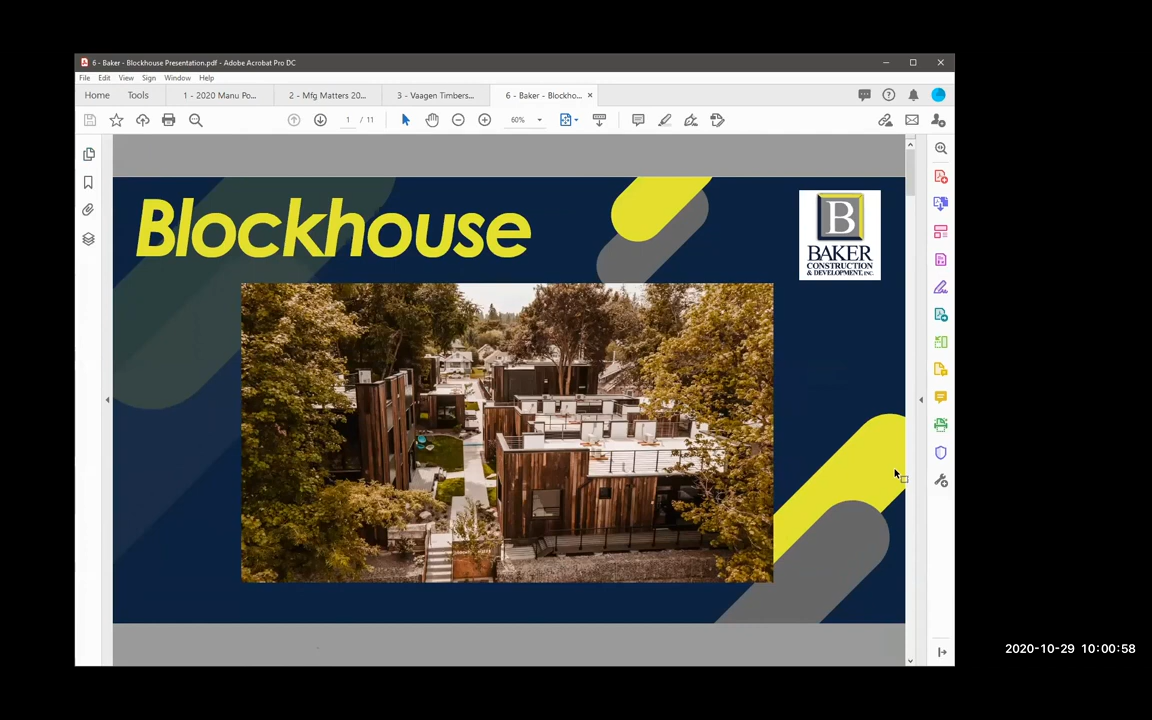 6 - Baker - Blockhouse Presentation.pdf - Adobe Acrobat Pro DC
File Edit View Sign Window Help
Home Tools 1 - 2020 Manu Po... 2 - Mfg Matters 20... 3 - Vaagen Timbers... 6 - Baker - Blockho... ×
1 / 11 60%
Blockhouse
B
BAKER
CONSTRUCTION
& DEVELOPMENT, INC.
2020-10-29 10:00:58